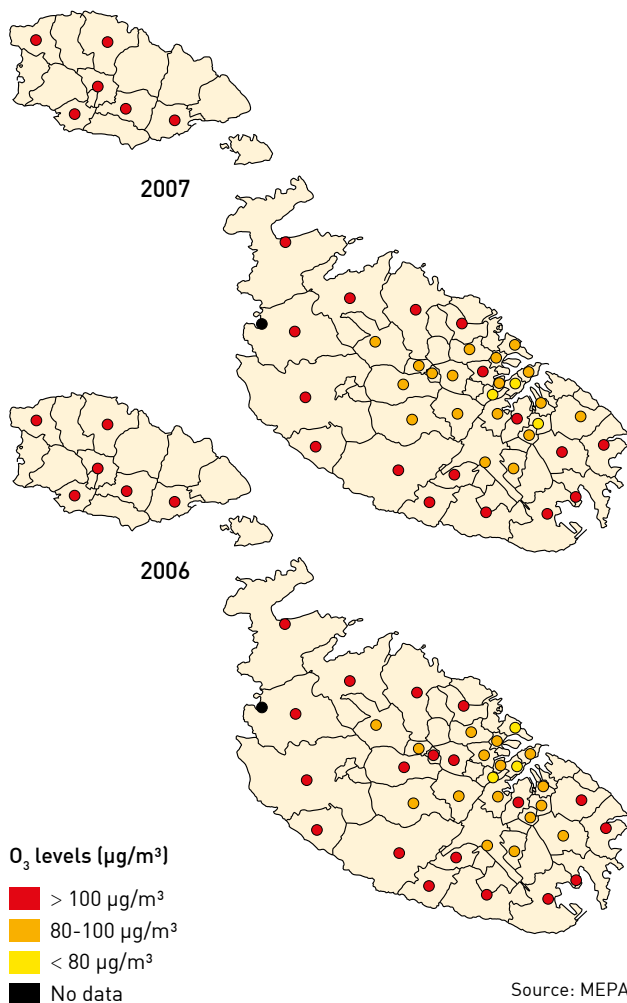 2007
2006
O₃ levels (µg/m³)
> 100 µg/m³
80-100 µg/m³
< 80 µg/m³
No data
Source: MEPA